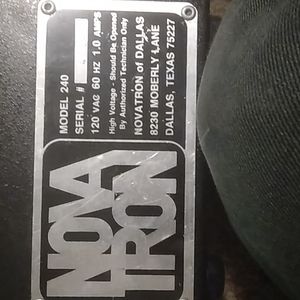 MODEL 240
SERIAL #
120 VAC 60 HZ 1.0 AMPS
High Voltage - Should Be Opened
By Authorized Technician Only
NOVATRON of DALLAS
8230 MOBERLY LANE
DALLAS, TEXAS 75227
NOVA
TRON